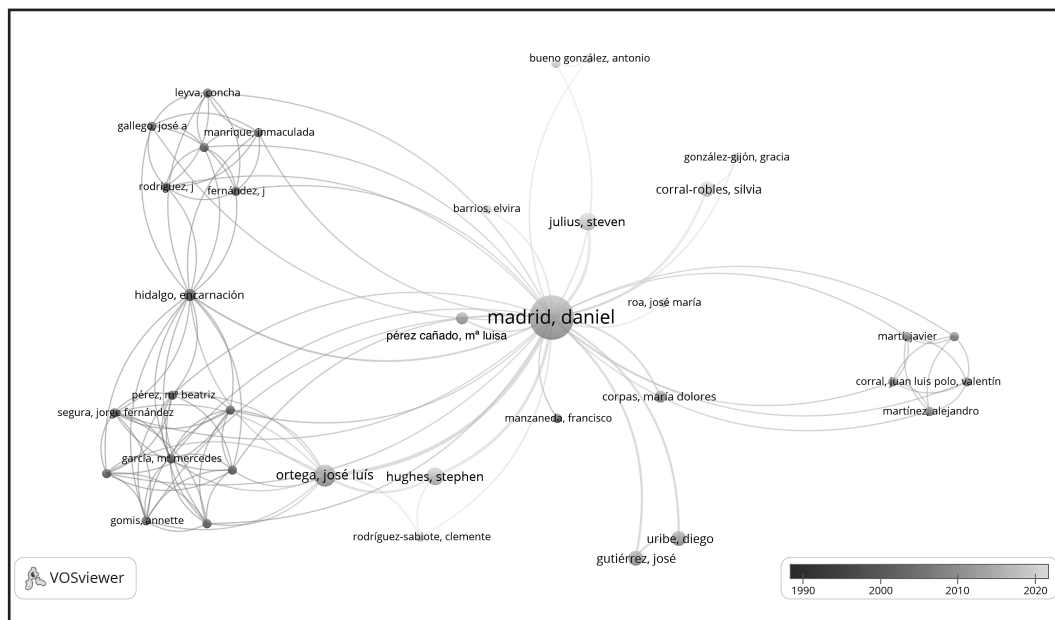 bueno gonzález, antonio
leyva, concha
gallego, josé a
manrique, inmaculada
gonzález-gijón, gracia
rodríguez, j
fernández, j
corral-robles, silvia
barrios, elvira
julius, steven
hidalgo, encarnación
roa, josé maría
madrid, daniel
pérez cañado, mª luisa
martí, javier
corral, juan luis polo, valentín
pérez, mª beatriz
corpas, maría dolores
segura, jorge fernández
martínez, alejandro
manzaneda, francisco
garcía, mª mercedes
ortega, josé luís
hughes, stephen
gomis, annette
rodríguez-sabiote, clemente
uribe, diego
gutiérrez, josé
VOSviewer
1990 2000 2010 2020